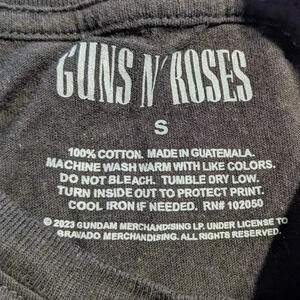 GUNS N' ROSES
S
100% COTTON. MADE IN GUATEMALA.
MACHINE WASH WARM WITH LIKE COLORS.
DO NOT BLEACH. TUMBLE DRY LOW.
TURN INSIDE OUT TO PROTECT PRINT.
COOL IRON IF NEEDED. RN# 102050
© 2023 GUNDAM MERCHANDISING LP. UNDER LICENSE TO
BRAVADO MERCHANDISING. ALL RIGHTS RESERVED.